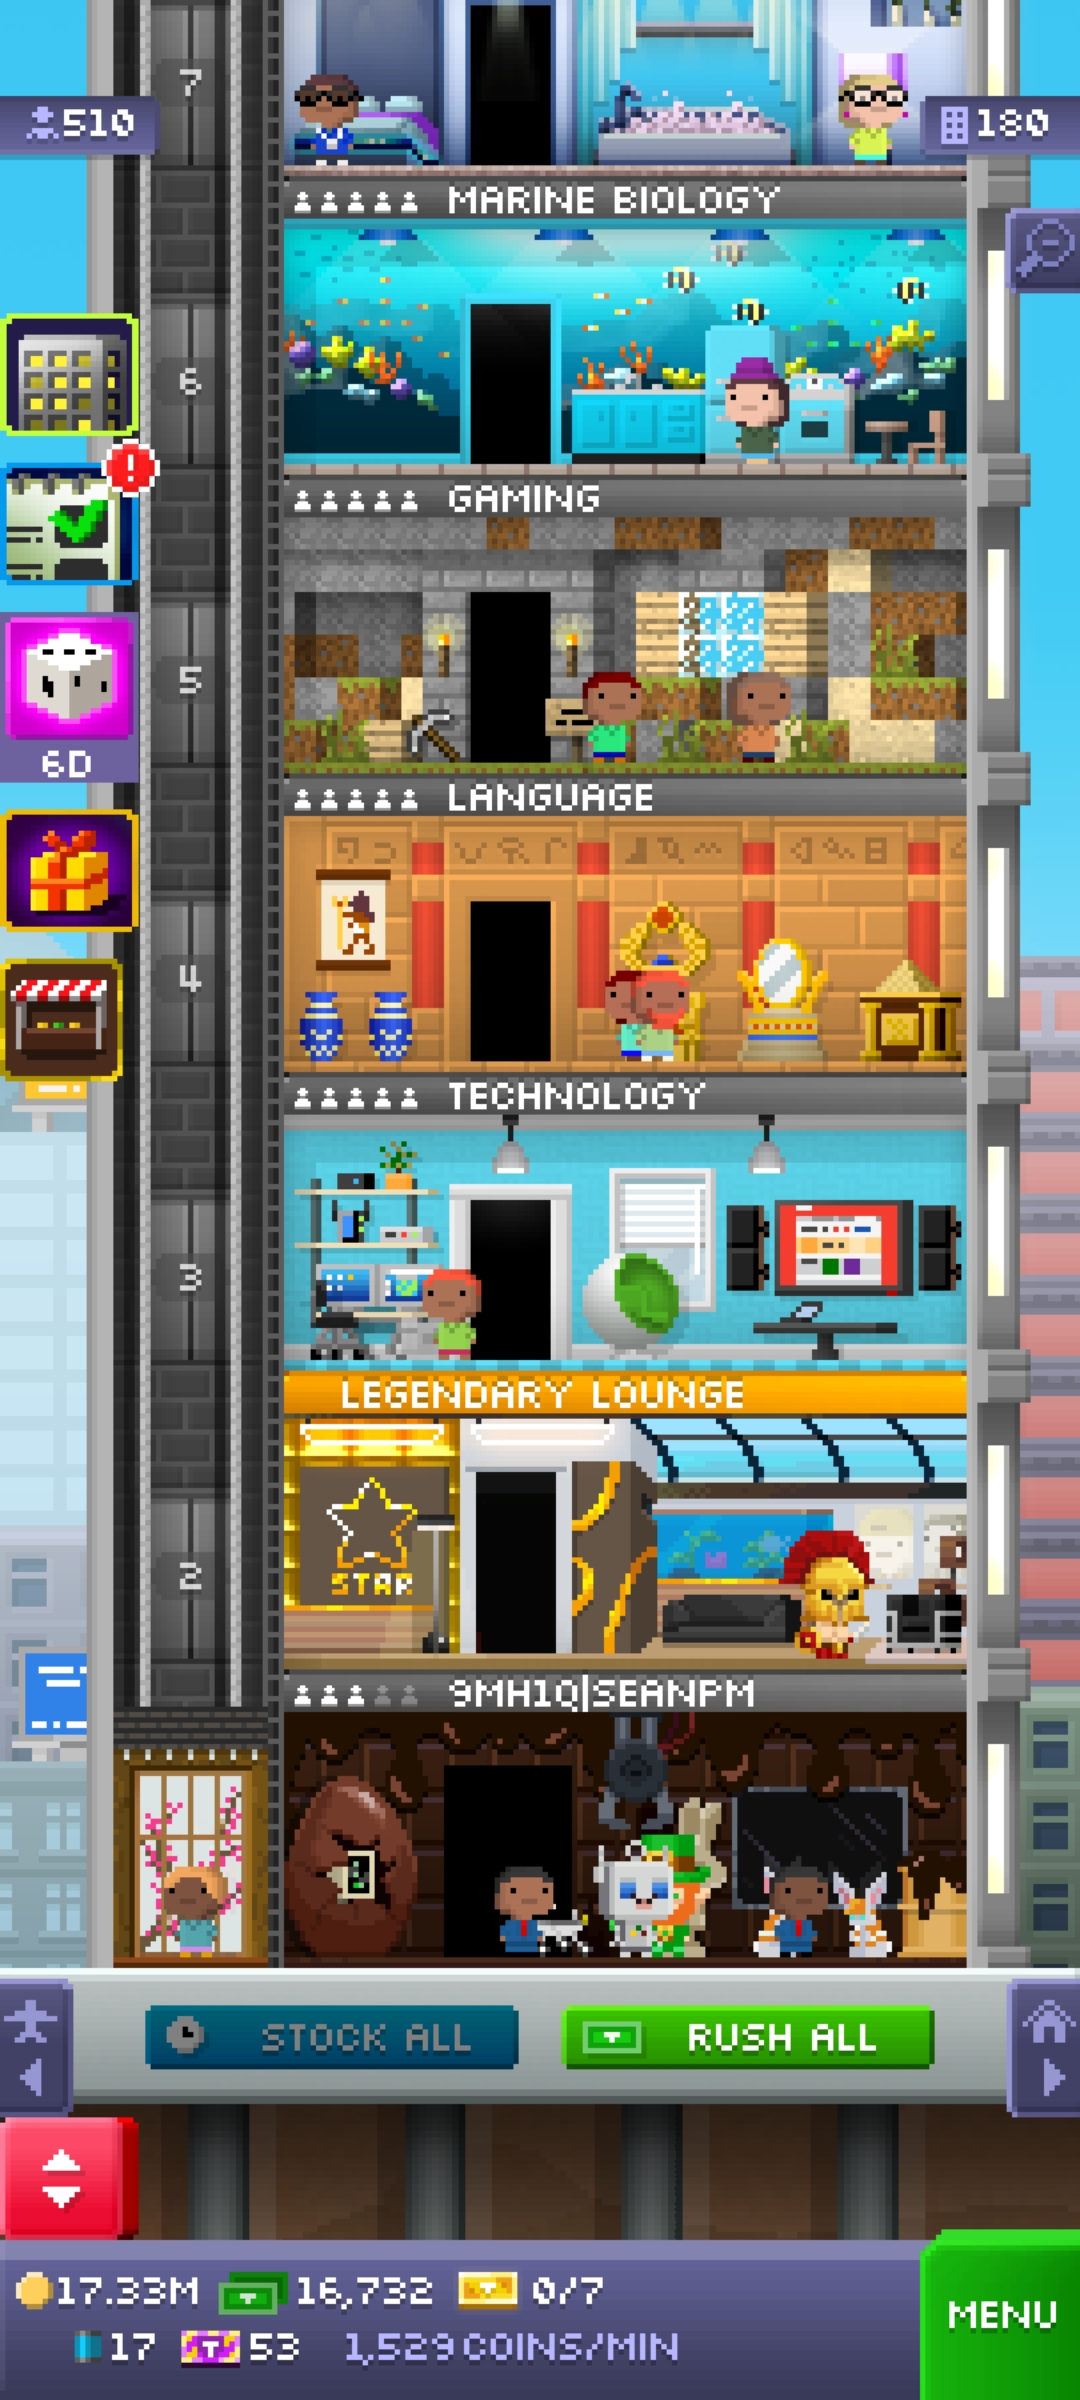 7
510
180
MARINE BIOLOGY
6
GAMING
5
6D
LANGUAGE
4
TECHNOLOGY
3
LEGENDARY LOUNGE
STAR
2
9MH1Q|SEANPM
STOCK ALL
RUSH ALL
17.33M
16,732
0/7
MENU
17
53
1,529 COINS/MIN